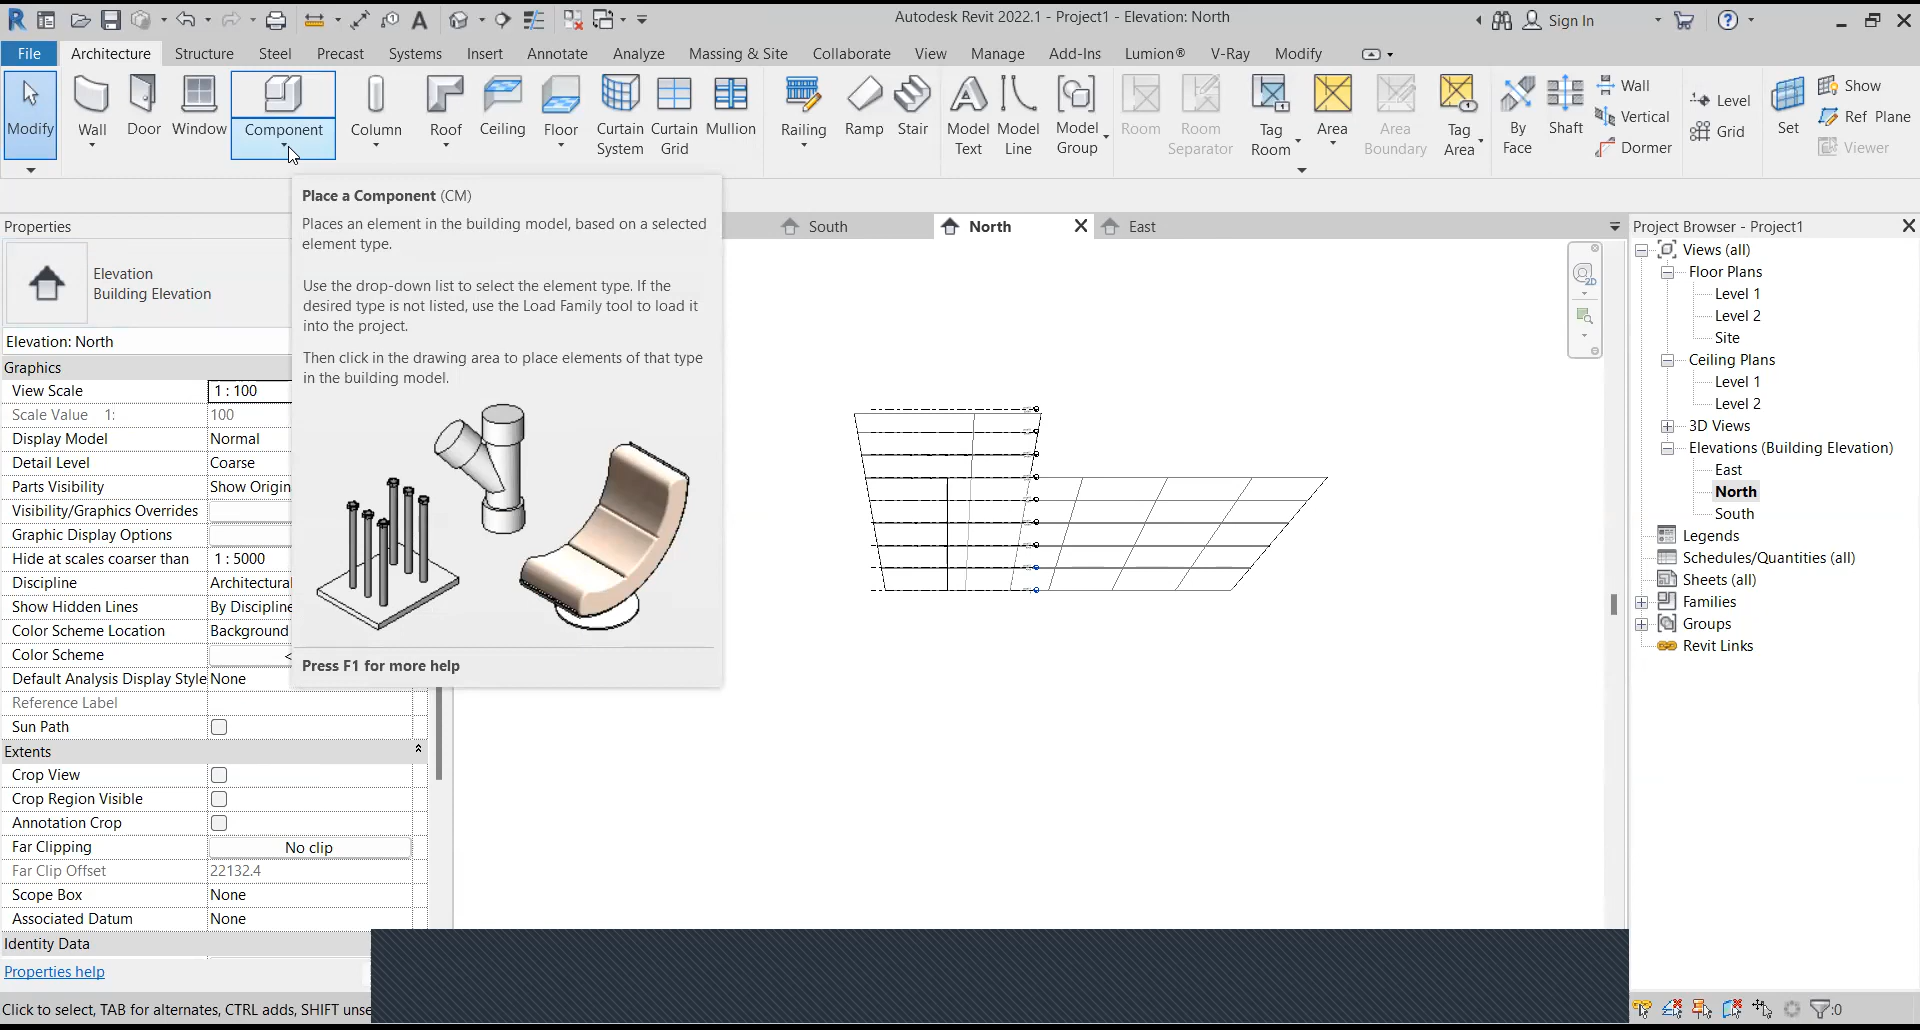 Autodesk Revit 2022.1 - Project1 - Elevation: North
Sign In
File Architecture Structure Steel Precast Systems Insert Annotate Analyze Massing & Site Collaborate View Manage Add-Ins Lumion® V-Ray Modify
Modify
Wall
Door
Window
Component
Column
Roof
Ceiling
Floor
Curtain System
Curtain Grid
Mullion
Railing
Ramp
Stair
Model Text
Model Line
Model Group
Room
Room Separator
Tag Room
Area
Area Boundary
Tag Area
By Face
Shaft
Wall
Vertical
Dormer
Level
Grid
Set
Show
Ref Plane
Viewer
Place a Component (CM)
Places an element in the building model, based on a selected
element type.
Use the drop-down list to select the element type. If the
desired type is not listed, use the Load Family tool to load it
into the project.
Then click in the drawing area to place elements of that type
in the building model.
Press F1 for more help
South
North
East
Properties
Elevation
Building Elevation
Elevation: North
Graphics
View Scale 1 : 100
Scale Value 1: 100
Display Model Normal
Detail Level Coarse
Parts Visibility Show Origin
Visibility/Graphics Overrides
Graphic Display Options
Hide at scales coarser than 1 : 5000
Discipline Architectural
Show Hidden Lines By Discipline
Color Scheme Location Background
Color Scheme <
Default Analysis Display Style None
Reference Label
Sun Path
Extents
Crop View
Crop Region Visible
Annotation Crop
Far Clipping No clip
Far Clip Offset 22132.4
Scope Box None
Associated Datum None
Identity Data
Properties help
Click to select, TAB for alternates, CTRL adds, SHIFT unse
Project Browser - Project1
Views (all)
Floor Plans
Level 1
Level 2
Site
Ceiling Plans
Level 1
Level 2
3D Views
Elevations (Building Elevation)
East
North
South
Legends
Schedules/Quantities (all)
Sheets (all)
Families
Groups
Revit Links
:0